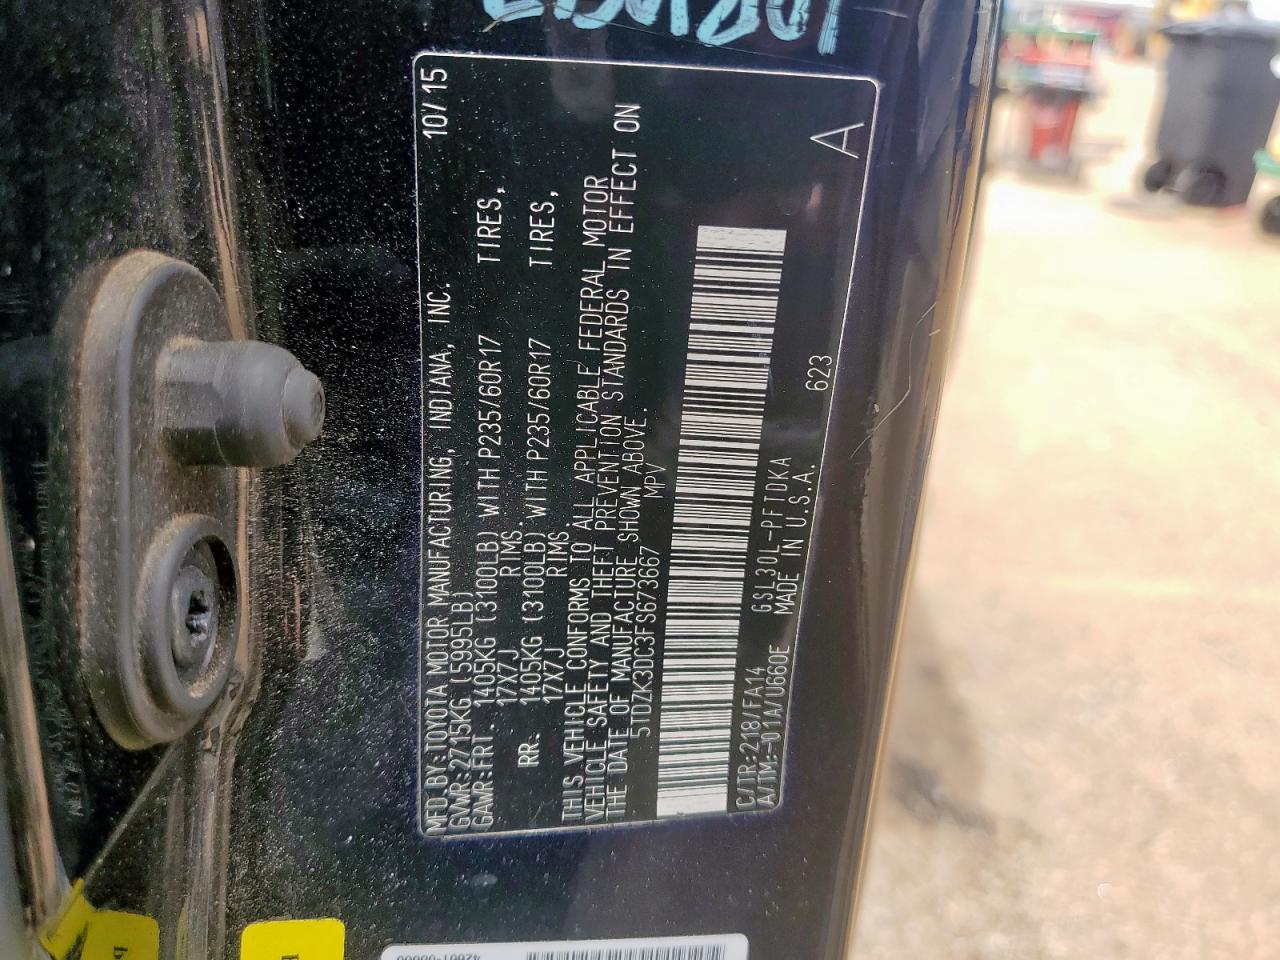 MFD. BY: TOYOTA MOTOR MANUFACTURING, INDIANA, INC. 10/15
GVWR: 2715KG (5995LB)
GAWR: FRT. 1405KG (3100LB) WITH P235/60R17 TIRES,
17X7J RIMS.
RR. 1405KG (3100LB) WITH P235/60R17 TIRES,
17X7J RIMS.
THIS VEHICLE CONFORMS TO ALL APPLICABLE FEDERAL MOTOR
VEHICLE SAFETY AND THEFT PREVENTION STANDARDS IN EFFECT ON
THE DATE OF MANUFACTURE SHOWN ABOVE.
5TDZK3DC3FS673667 MPV
C/TR: 218/FA14 GSL30L-PFTDKA
A/TM: -01A/U660E MADE IN U.S.A. 623
A